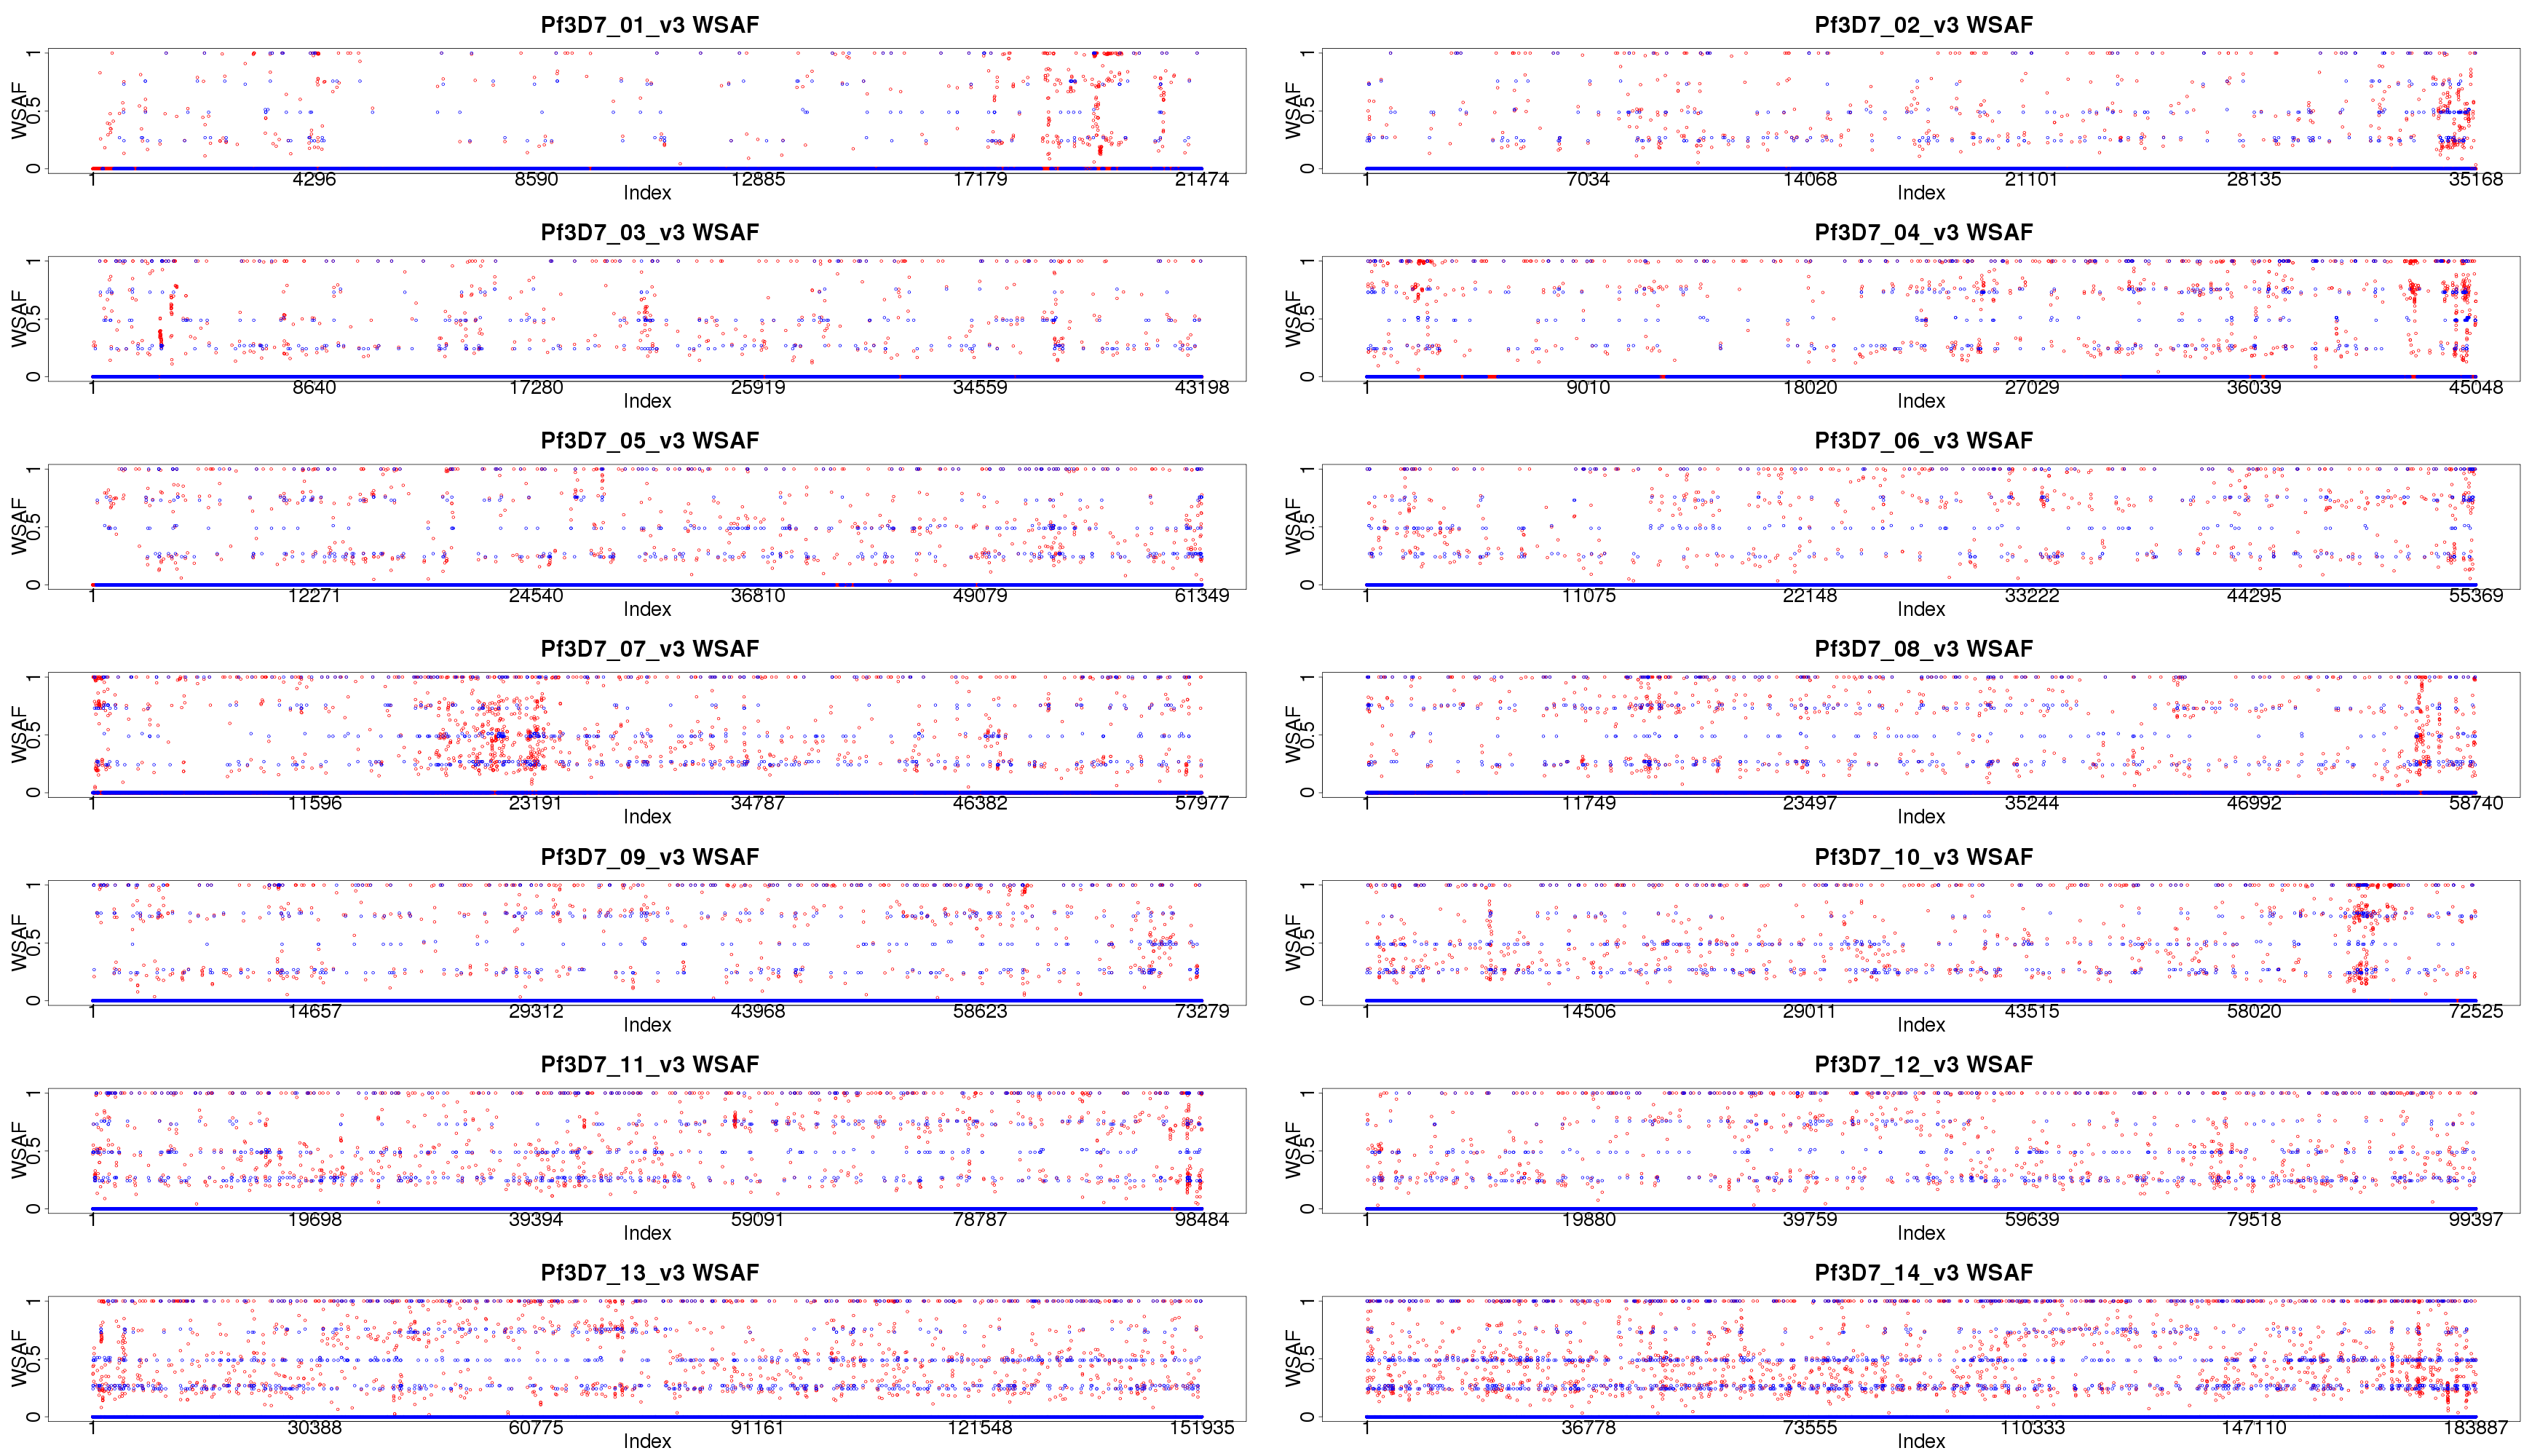 Pf3D7_01_v3 WSAF
WSAF
0 0.5 1
1 4296 8590 12885 17179 21474
Index
Pf3D7_02_v3 WSAF
WSAF
0 0.5 1
1 7034 14068 21101 28135 35168
Index
Pf3D7_03_v3 WSAF
WSAF
0 0.5 1
1 8640 17280 25919 34559 43198
Index
Pf3D7_04_v3 WSAF
WSAF
0 0.5 1
1 9010 18020 27029 36039 45048
Index
Pf3D7_05_v3 WSAF
WSAF
0 0.5 1
1 12271 24540 36810 49079 61349
Index
Pf3D7_06_v3 WSAF
WSAF
0 0.5 1
1 11075 22148 33222 44295 55369
Index
Pf3D7_07_v3 WSAF
WSAF
0 0.5 1
1 11596 23191 34787 46382 57977
Index
Pf3D7_08_v3 WSAF
WSAF
0 0.5 1
1 11749 23497 35244 46992 58740
Index
Pf3D7_09_v3 WSAF
WSAF
0 0.5 1
1 14657 29312 43968 58623 73279
Index
Pf3D7_10_v3 WSAF
WSAF
0 0.5 1
1 14506 29011 43515 58020 72525
Index
Pf3D7_11_v3 WSAF
WSAF
0 0.5 1
1 19698 39394 59091 78787 98484
Index
Pf3D7_12_v3 WSAF
WSAF
0 0.5 1
1 19880 39759 59639 79518 99397
Index
Pf3D7_13_v3 WSAF
WSAF
0 0.5 1
1 30388 60775 91161 121548 151935
Index
Pf3D7_14_v3 WSAF
WSAF
0 0.5 1
1 36778 73555 110333 147110 183887
Index